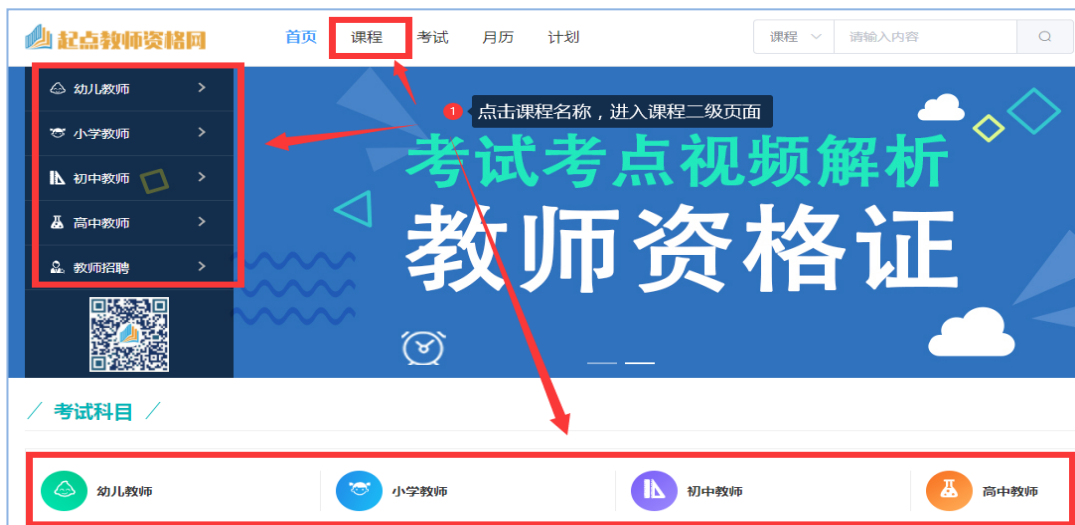 起点教师资格网
首页 课程 考试 月历 计划
课程 请输入内容
幼儿教师
小学教师
初中教师
高中教师
教师招聘
1 点击课程名称,进入课程二级页面
考试考点视频解析
教师资格证
考试科目
幼儿教师 小学教师 初中教师 高中教师